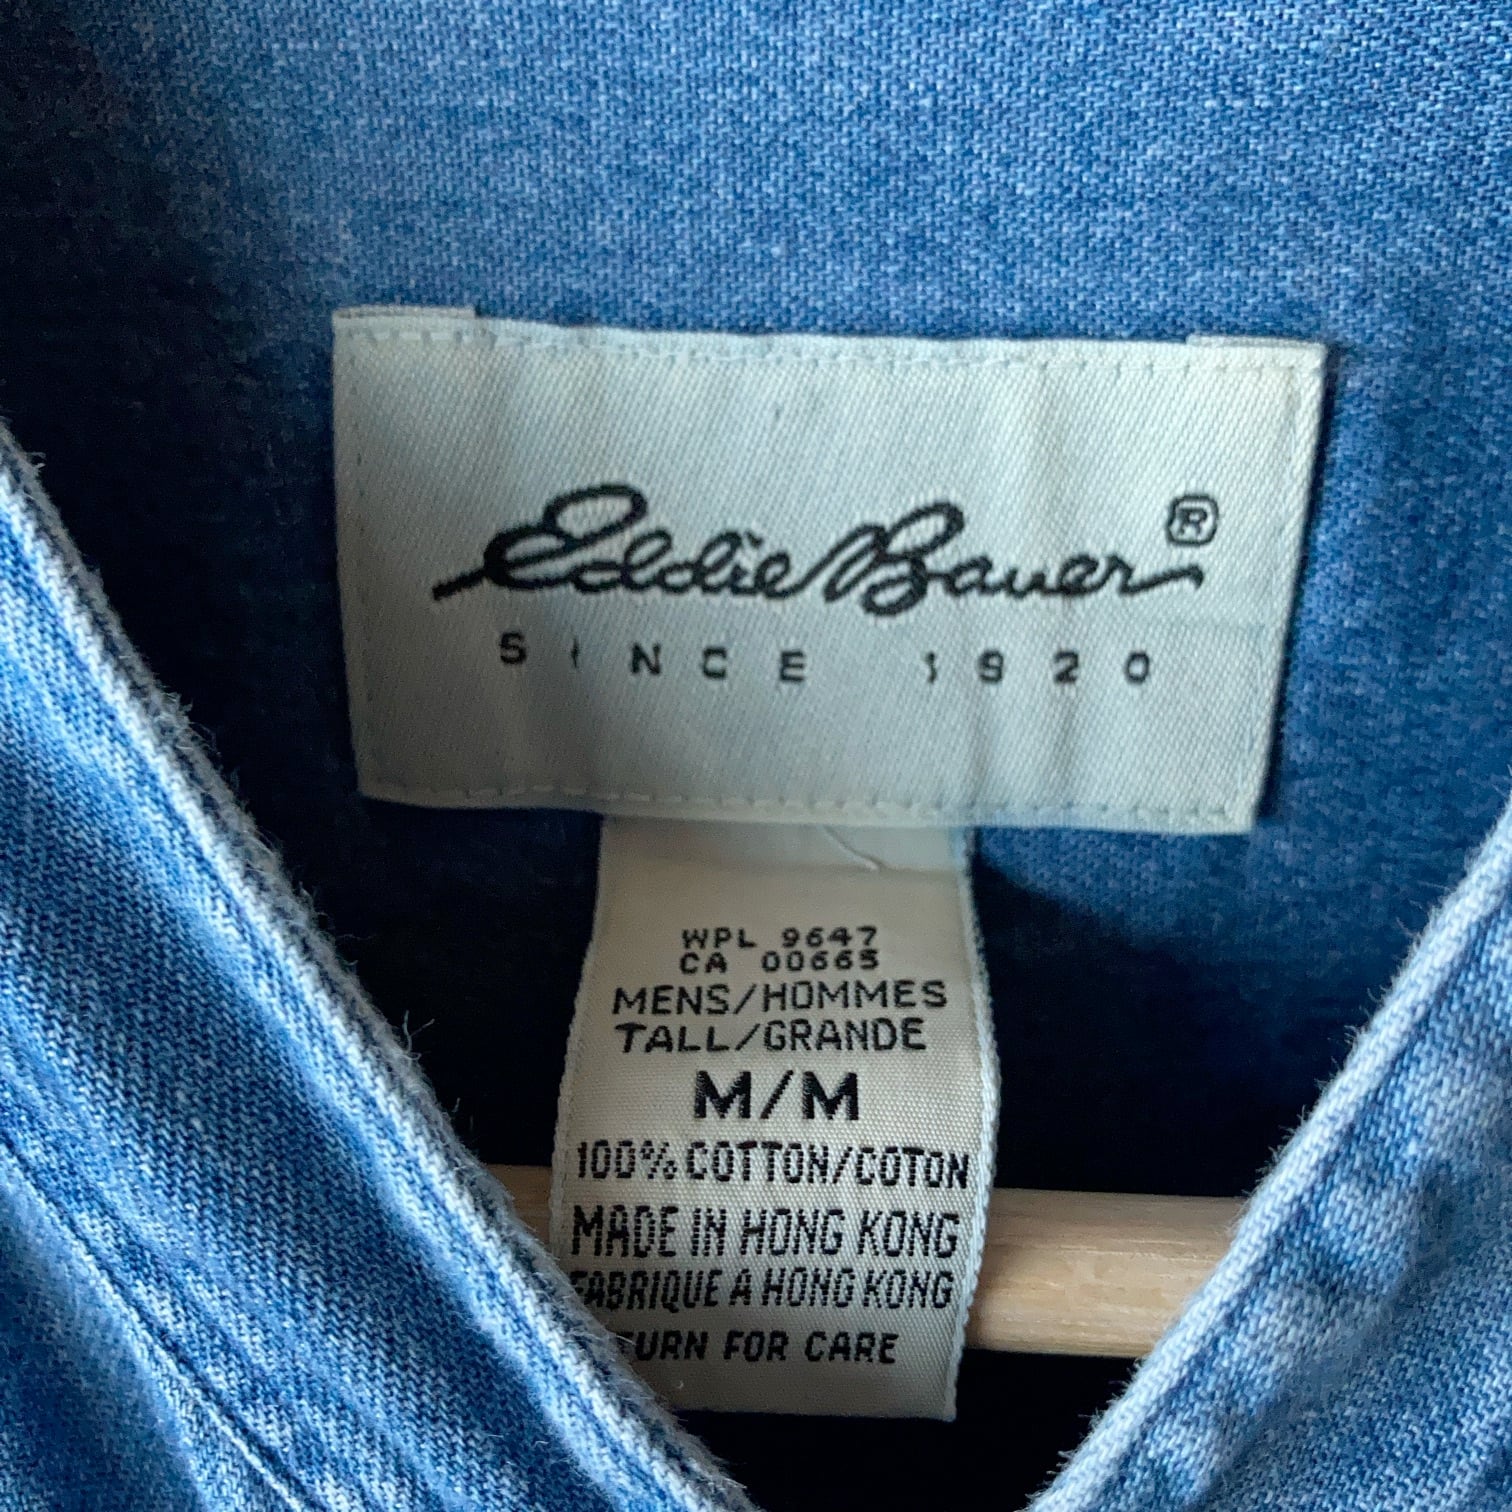 Eddie Bauer®
SINCE 1920
WPL 9647
CA 00665
MENS/HOMMES
TALL/GRANDE
M/M
100% COTTON/COTON
MADE IN HONG KONG
FABRIQUE A HONG KONG
TURN FOR CARE